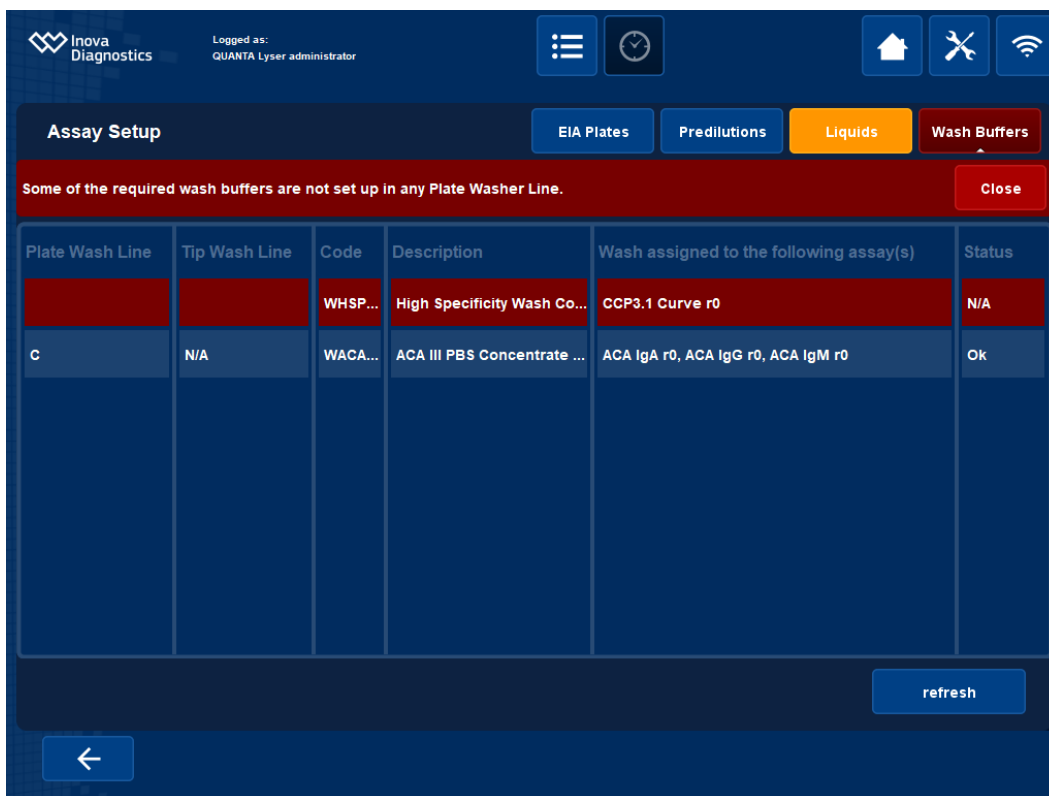 Inova
Diagnostics
Logged as:
QUANTA Lyser administrator
Assay Setup
EIA Plates
Predilutions
Liquids
Wash Buffers
Some of the required wash buffers are not set up in any Plate Washer Line.
Close
Plate Wash Line Tip Wash Line Code Description Wash assigned to the following assay(s) Status
WHSP... High Specificity Wash Co... CCP3.1 Curve r0 N/A
C N/A WACA... ACA III PBS Concentrate ... ACA IgA r0, ACA IgG r0, ACA IgM r0 Ok
refresh